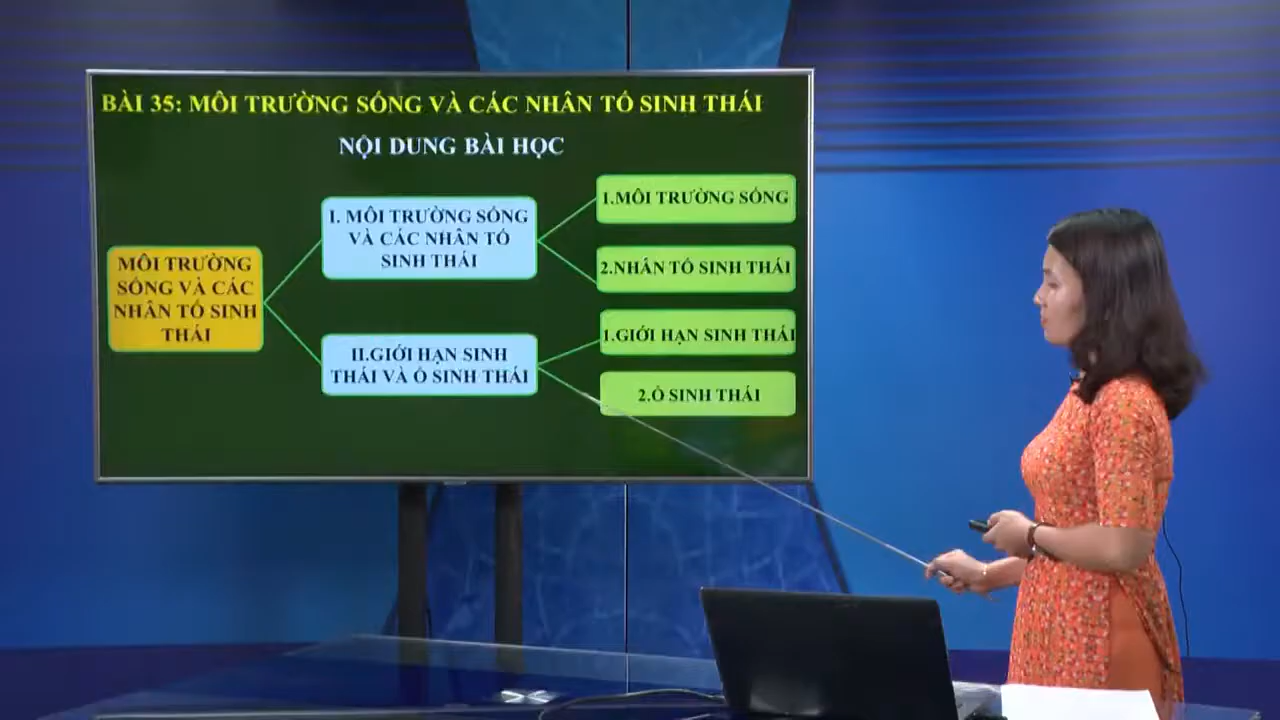 BÀI 35: MÔI TRƯỜNG SỐNG VÀ CÁC NHÂN TỐ SINH THÁI
NỘI DUNG BÀI HỌC
MÔI TRƯỜNG
SỐNG VÀ CÁC
NHÂN TỐ SINH
THÁI
I. MÔI TRƯỜNG SỐNG
VÀ CÁC NHÂN TỐ
SINH THÁI
1.MÔI TRƯỜNG SỐNG
2.NHÂN TỐ SINH THÁI
II.GIỚI HẠN SINH
THÁI VÀ Ổ SINH THÁI
1.GIỚI HẠN SINH THÁI
2.Ổ SINH THÁI